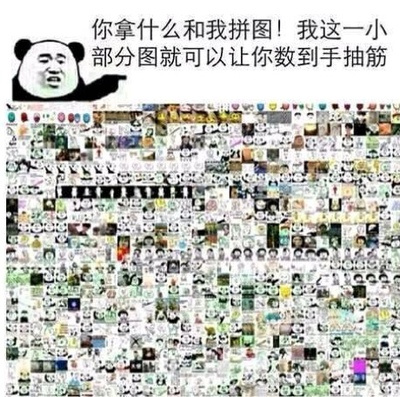 你拿什么和我拼图！我这一小
部分图就可以让你数到手抽筋